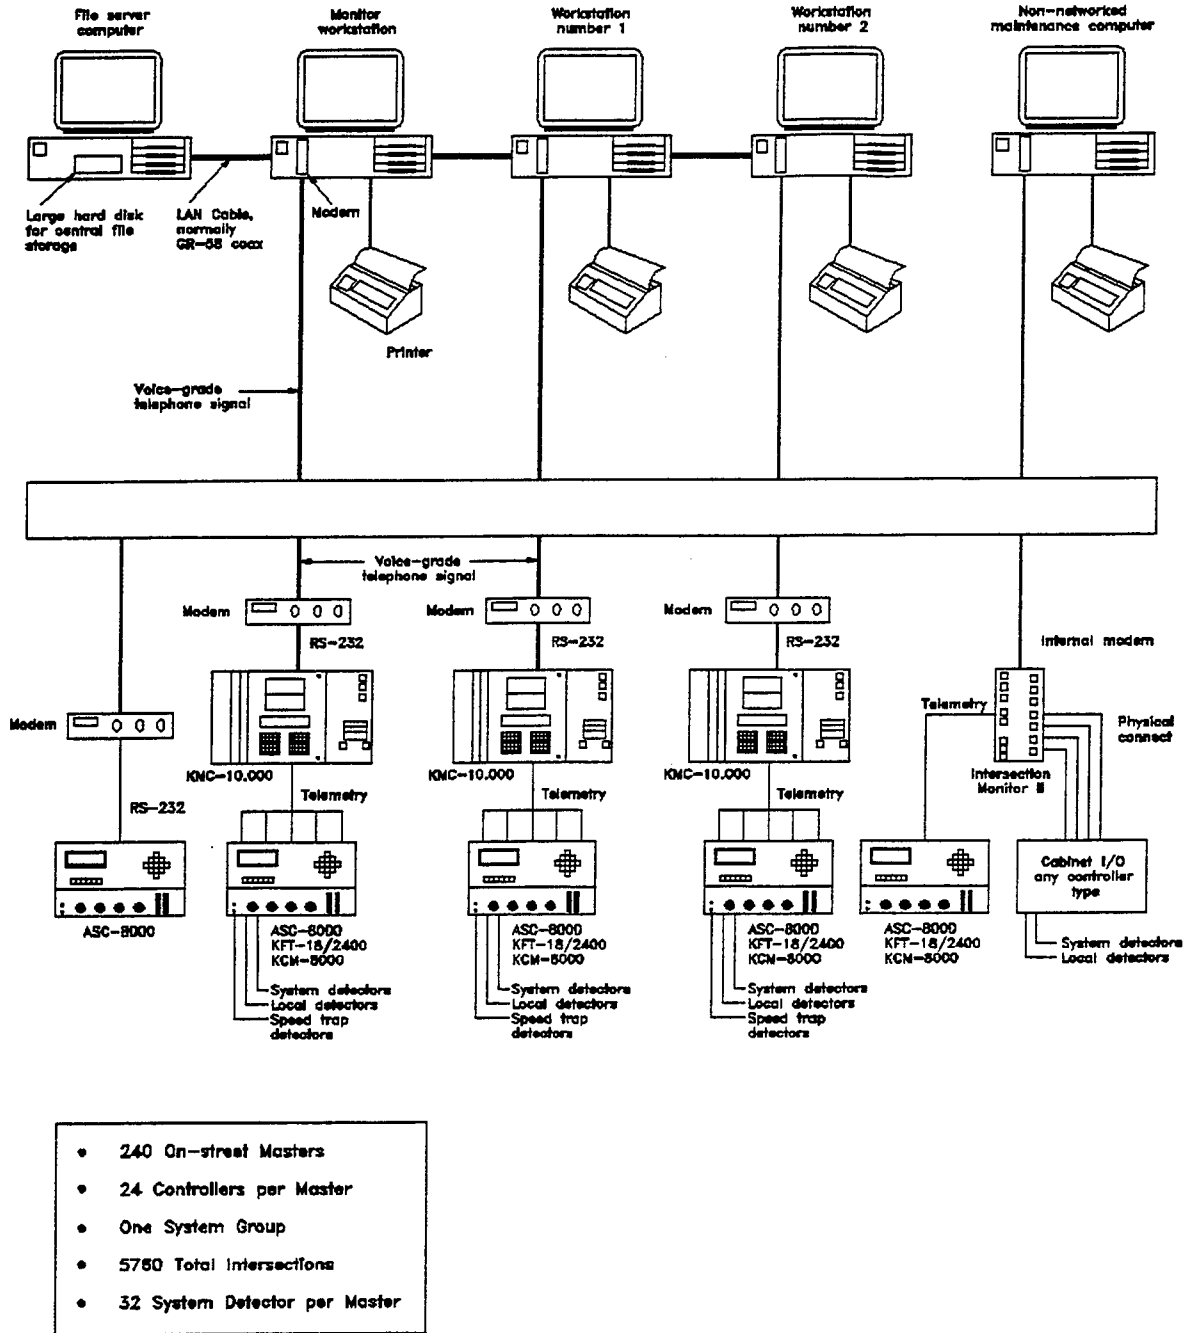 File server
computer
Monitor
workstation
Workstation
number 1
Workstation
number 2
Non-networked
maintenance computer
Large hard disk
for central file
storage
LAN Cable,
normally
GR-58 coax
Modem
Printer
Voice-grade
telephone signal
Voice-grade
telephone signal
Modem
RS-232
Modem
RS-232
Modem
RS-232
Internal modem
Modem
Telemetry
Physical
connect
KMC-10,000
KMC-10,000
KMC-10,000
Intersection
Monitor II
RS-232
Telemetry
Telemetry
Telemetry
Cabinet I/O
any controller
type
ASC-8000
ASC-8000
KFT-18/2400
KCM-8000
ASC-8000
KFT-18/2400
KCM-8000
ASC-8000
KFT-18/2400
KCM-8000
ASC-8000
KFT-18/2400
KCM-8000
System detectors
Local detectors
System detectors
Local detectors
Speed trap
detectors
System detectors
Local detectors
Speed trap
detectors
System detectors
Local detectors
Speed trap
detectors
• 240 On-street Masters
• 24 Controllers per Master
• One System Group
• 5760 Total Intersections
• 32 System Detector per Master